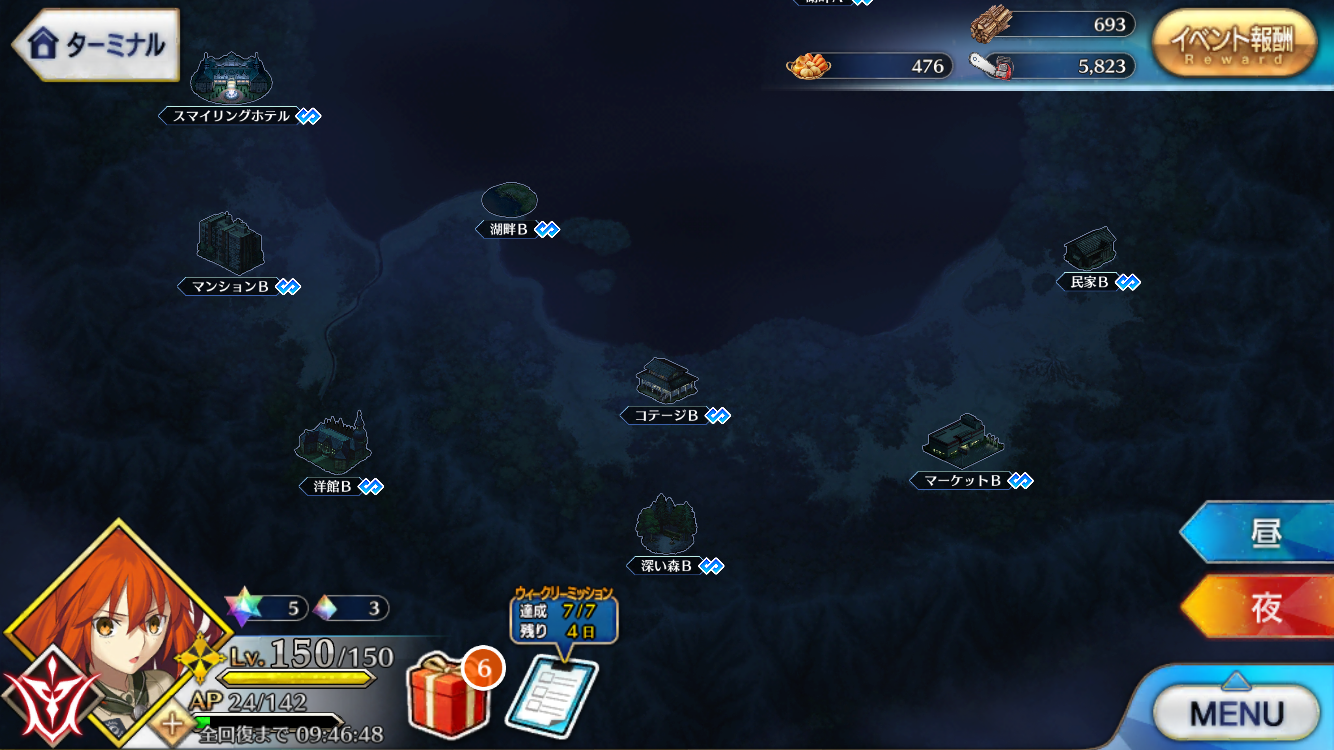 ターミナル
693
476
5,823
イベント報酬
Reward
スマイリングホテル
湖畔B
マンションB
民家B
コテージB
洋館B
マーケットB
深い森B
昼
夜
ウィークリーミッション
達成 7/7
残り 4日
5
3
Lv.150/150
6
AP 24/142
全回復まで 09:46:48
MENU